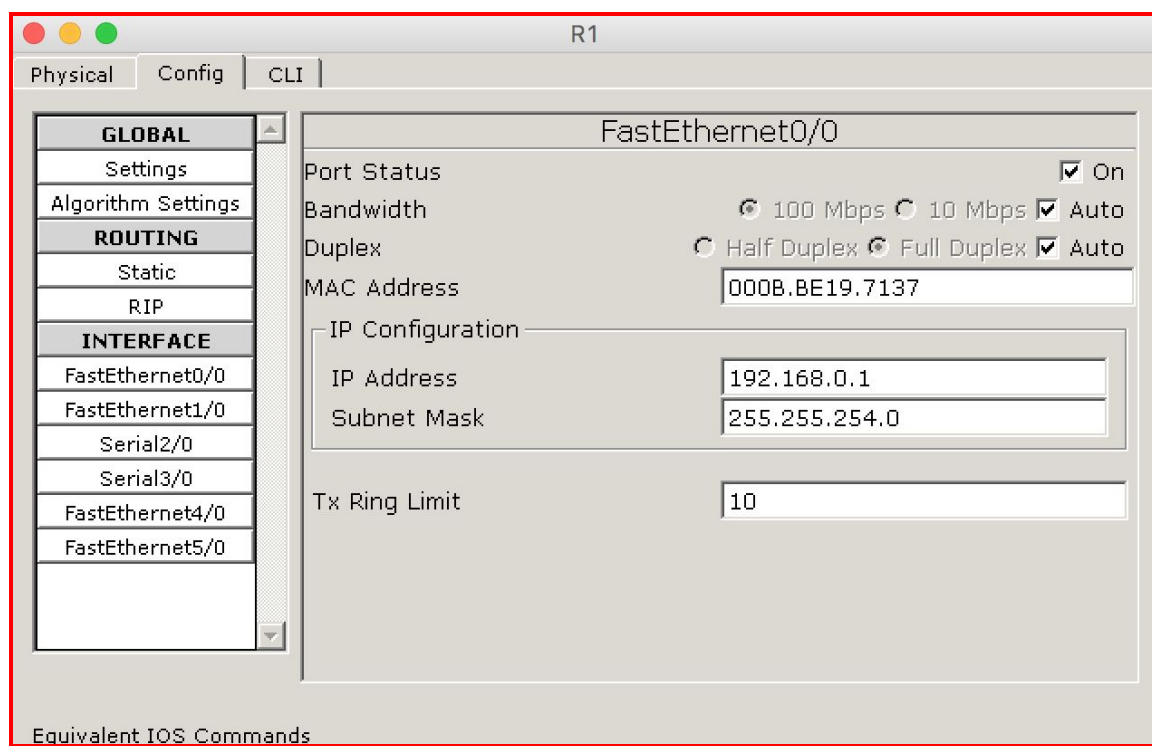 R1
Physical Config CLI
GLOBAL
Settings
Algorithm Settings
ROUTING
Static
RIP
INTERFACE
FastEthernet0/0
FastEthernet1/0
Serial2/0
Serial3/0
FastEthernet4/0
FastEthernet5/0
FastEthernet0/0
Port Status On
Bandwidth 100 Mbps 10 Mbps Auto
Duplex Half Duplex Full Duplex Auto
MAC Address 000B.BE19.7137
IP Configuration
IP Address 192.168.0.1
Subnet Mask 255.255.254.0
Tx Ring Limit 10
Equivalent IOS Commands